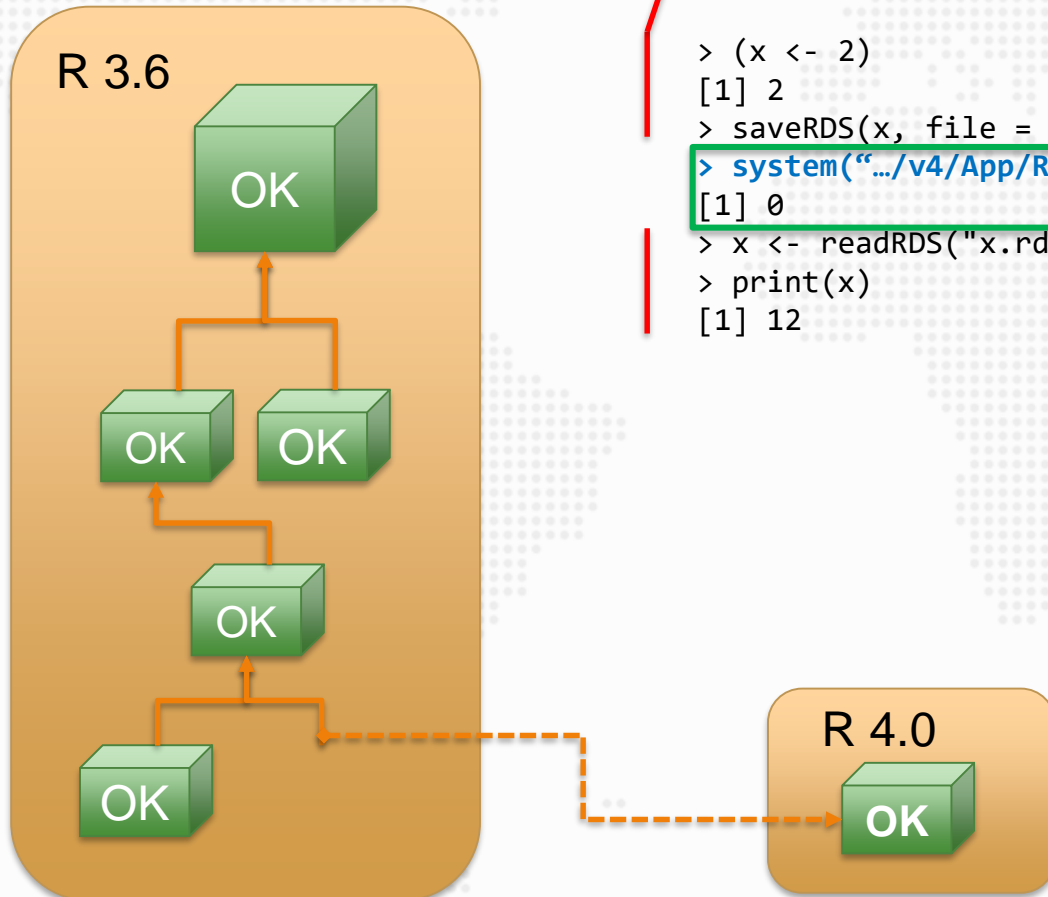 R 3.6
OK
OK
OK
OK
OK
> (x <- 2)
[1] 2
> saveRDS(x, file =
> system(“…/v4/App/R
[1] 0
> x <- readRDS("x.rd
> print(x)
[1] 12
R 4.0
OK